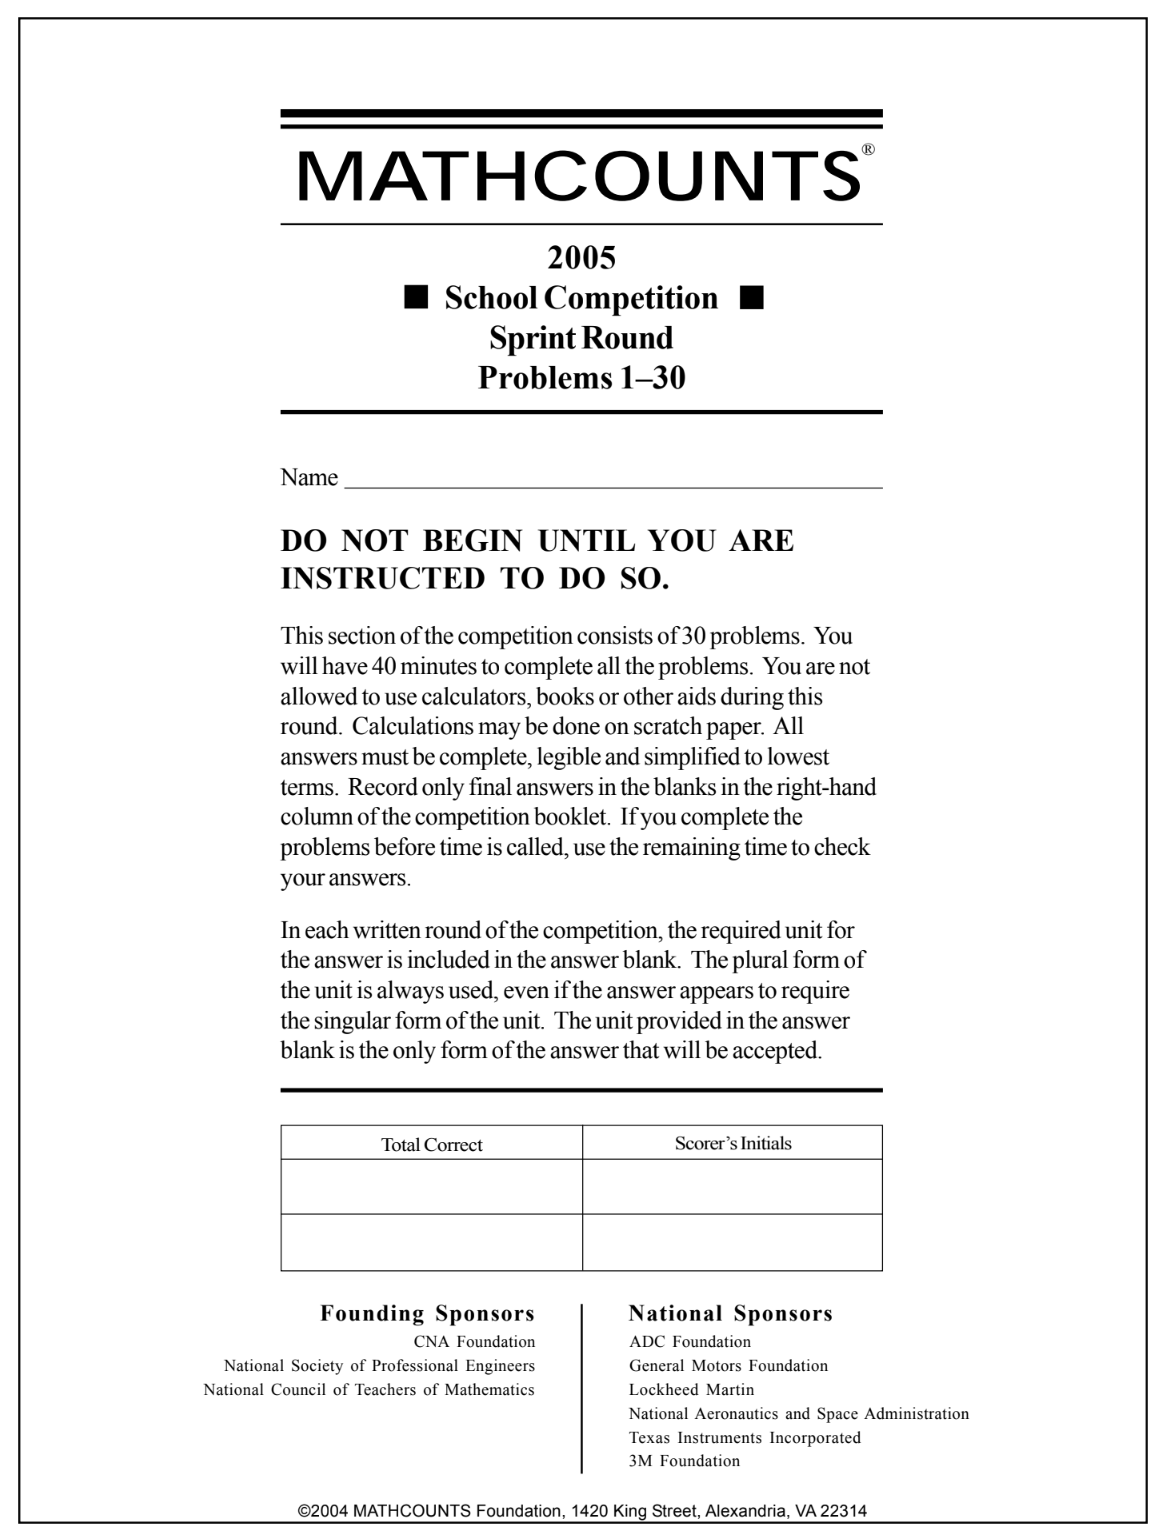 MATHCOUNTS®
2005
■ School Competition ■
Sprint Round
Problems 1–30
Name
DO NOT BEGIN UNTIL YOU ARE
INSTRUCTED TO DO SO.
This section of the competition consists of 30 problems. You
will have 40 minutes to complete all the problems. You are not
allowed to use calculators, books or other aids during this
round. Calculations may be done on scratch paper. All
answers must be complete, legible and simplified to lowest
terms. Record only final answers in the blanks in the right-hand
column of the competition booklet. If you complete the
problems before time is called, use the remaining time to check
your answers.
In each written round of the competition, the required unit for
the answer is included in the answer blank. The plural form of
the unit is always used, even if the answer appears to require
the singular form of the unit. The unit provided in the answer
blank is the only form of the answer that will be accepted.
Total Correct
Scorer's Initials
Founding Sponsors
CNA Foundation
National Society of Professional Engineers
National Council of Teachers of Mathematics
National Sponsors
ADC Foundation
General Motors Foundation
Lockheed Martin
National Aeronautics and Space Administration
Texas Instruments Incorporated
3M Foundation
©2004 MATHCOUNTS Foundation, 1420 King Street, Alexandria, VA 22314